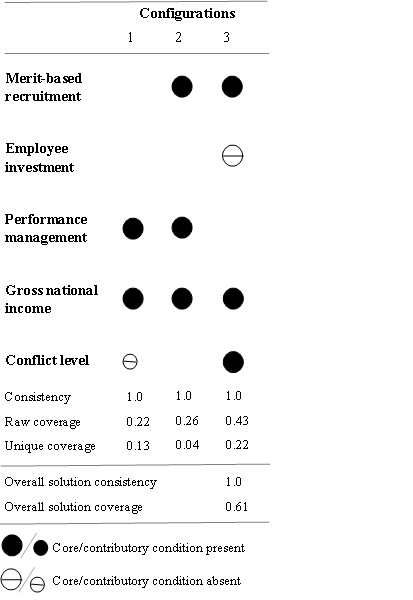 Configurations
1 2 3
Merit-based
recruitment
Employee
investment
Performance
management
Gross national
income
Conflict level
Consistency 1.0 1.0 1.0
Raw coverage 0.22 0.26 0.43
Unique coverage 0.13 0.04 0.22
Overall solution consistency 1.0
Overall solution coverage 0.61
Core/contributory condition present
Core/contributory condition absent